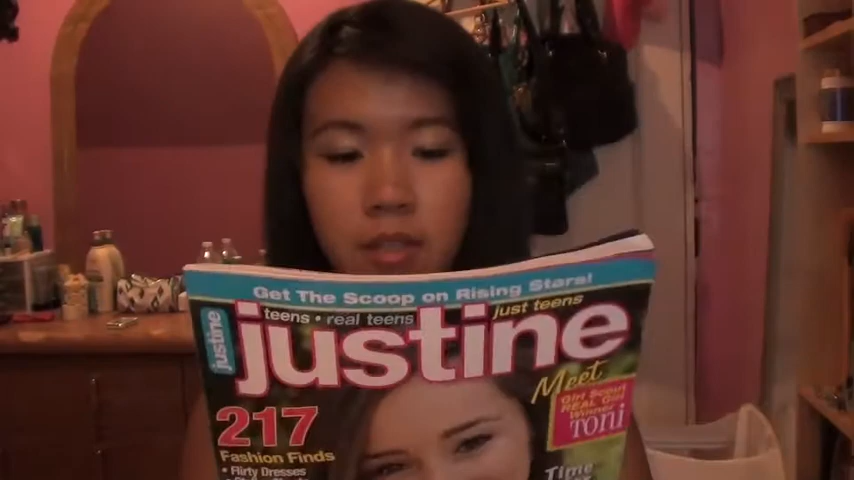 Get The Scoop on Rising Stars!
real teens • real teens just teens
justine
justine
Meet
Girl Scout
REAL Girl
Winner
TONI
217
Fashion Finds
• Flirty Dresses
Time